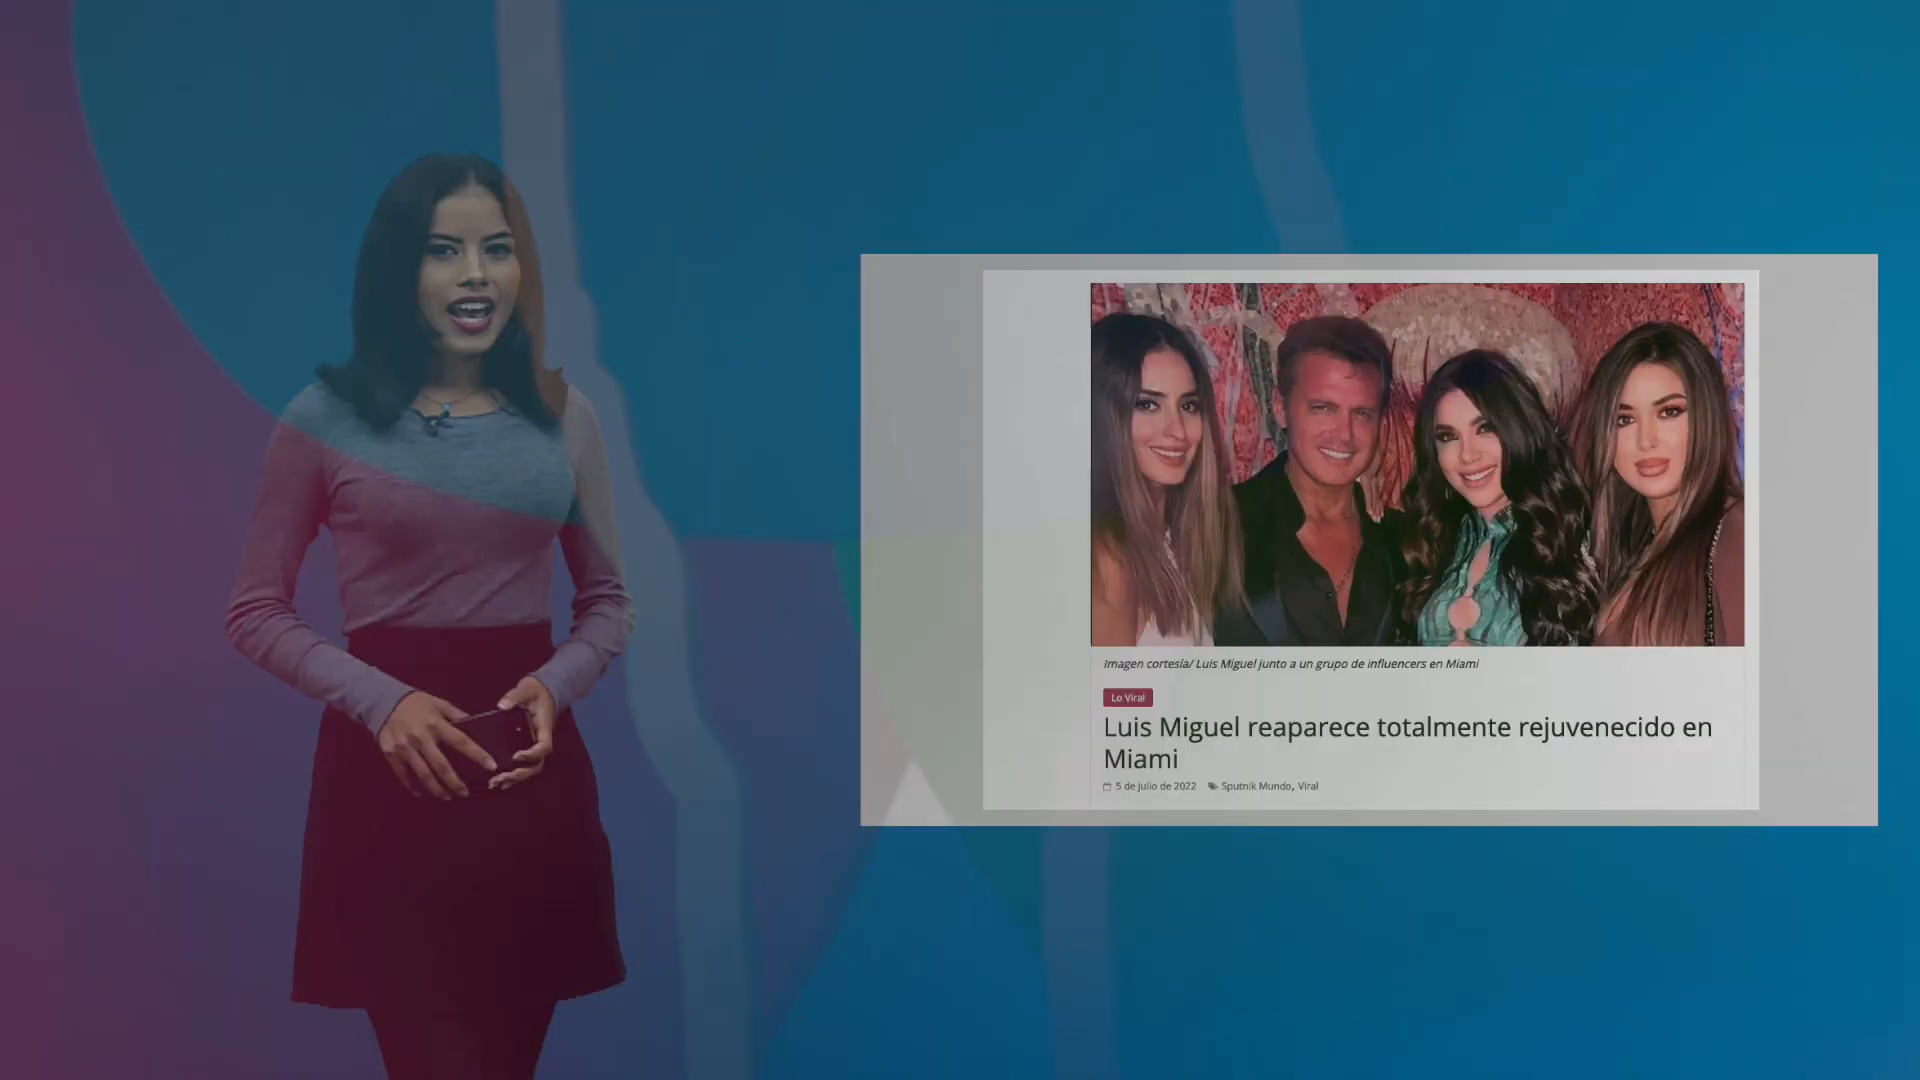 Imagen cortesía/ Luis Miguel junto a un grupo de influencers en Miami
Lo Viral
Luis Miguel reaparece totalmente rejuvenecido en
Miami
5 de julio de 2022 Sputnik Mundo, Viral